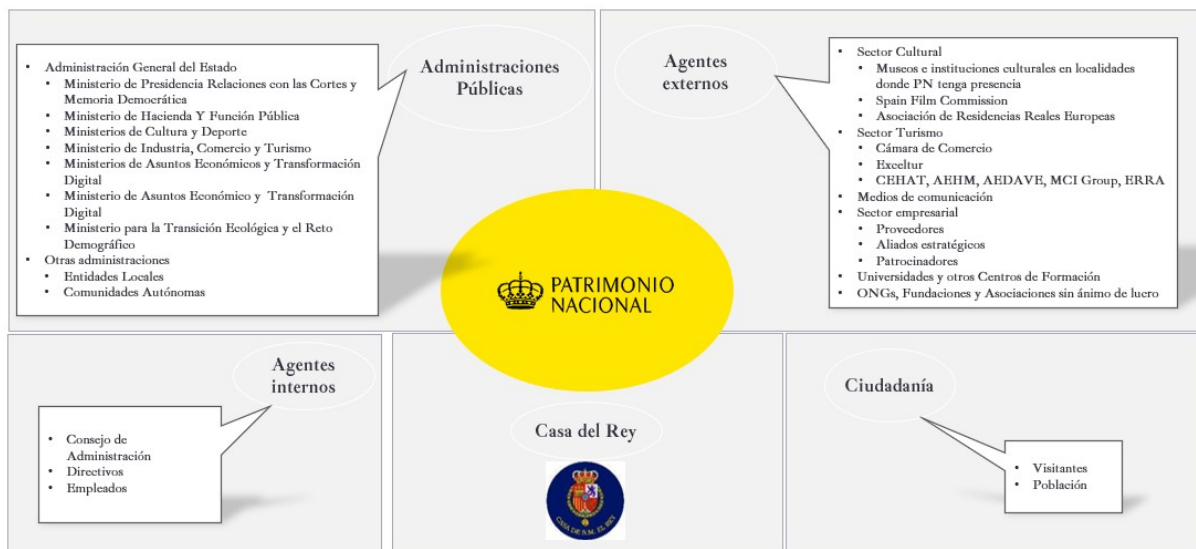 Administraciones
Públicas
• Administración General del Estado
• Ministerio de Presidencia Relaciones con las Cortes y
Memoria Democrática
• Ministerio de Hacienda Y Función Pública
• Ministerios de Cultura y Deporte
• Ministerio de Industria, Comercio y Turismo
• Ministerios de Asuntos Económicos y Transformación
Digital
• Ministerio de Asuntos Económico y Transformación
Digital
• Ministerio para la Transición Ecológica y el Reto
Demográfico
• Otras administraciones
• Entidades Locales
• Comunidades Autónomas
Agentes
externos
• Sector Cultural
• Museos e instituciones culturales en localidades
donde PN tenga presencia
• Spain Film Commission
• Asociación de Residencias Reales Europeas
• Sector Turismo
• Cámara de Comercio
• Exceltur
• CEHAT, AEHM, AEDAVE, MCI Group, ERRA
• Medios de comunicación
• Sector empresarial
• Proveedores
• Aliados estratégicos
• Patrocinadores
• Universidades y otros Centros de Formación
• ONGs, Fundaciones y Asociaciones sin ánimo de lucro
PATRIMONIO
NACIONAL
Agentes
internos
• Consejo de
Administración
• Directivos
• Empleados
Casa del Rey
CASA DE S.M. EL REY
Ciudadanía
• Visitantes
• Población